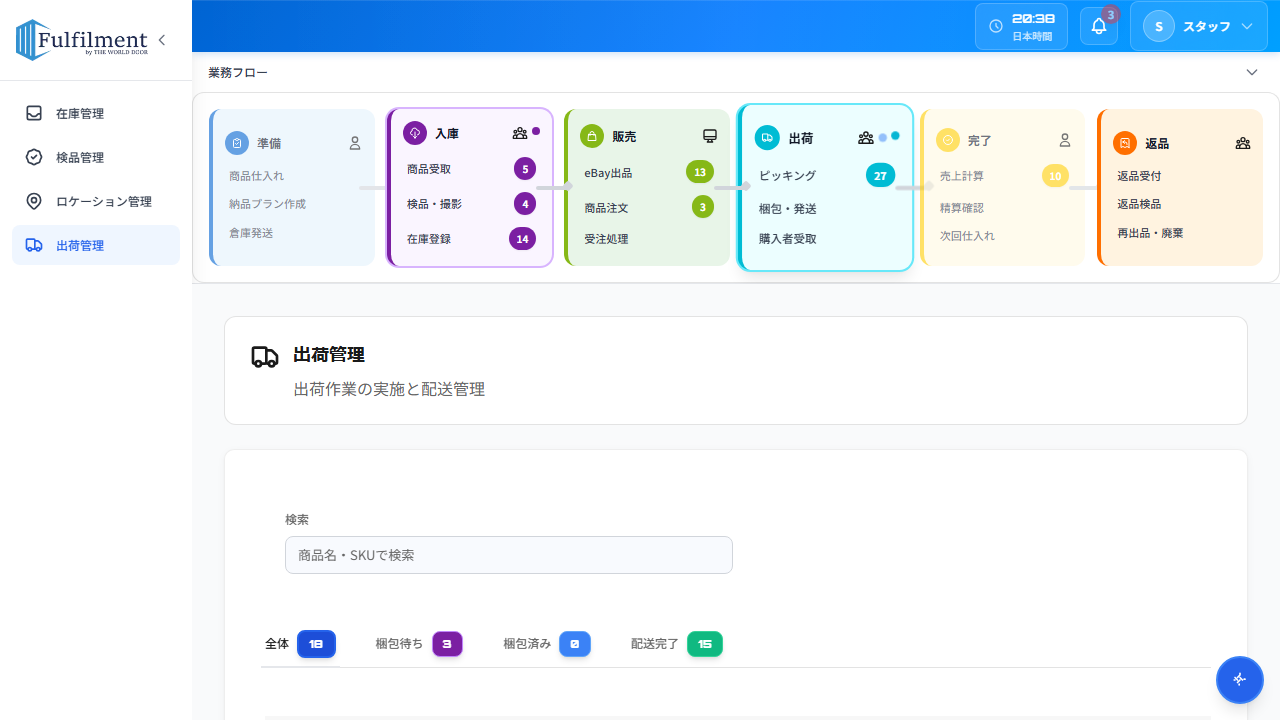 Fulfilment
by THE WORLD DOOR
在庫管理
検品管理
ロケーション管理
出荷管理
20:38
日本時間
3
S
スタッフ
業務フロー
準備
商品仕入れ
納品プラン作成
倉庫発送
入庫
商品受取
5
検品・撮影
4
在庫登録
14
販売
eBay出品
13
商品注文
3
受注処理
出荷
ピッキング
27
梱包・発送
購入者受取
完了
売上計算
10
精算確認
次回仕入れ
返品
返品受付
返品検品
再出品・廃棄
出荷管理
出荷作業の実施と配送管理
検索
商品名・SKUで検索
全体 18
梱包待ち 3
梱包済み 0
配送完了 15